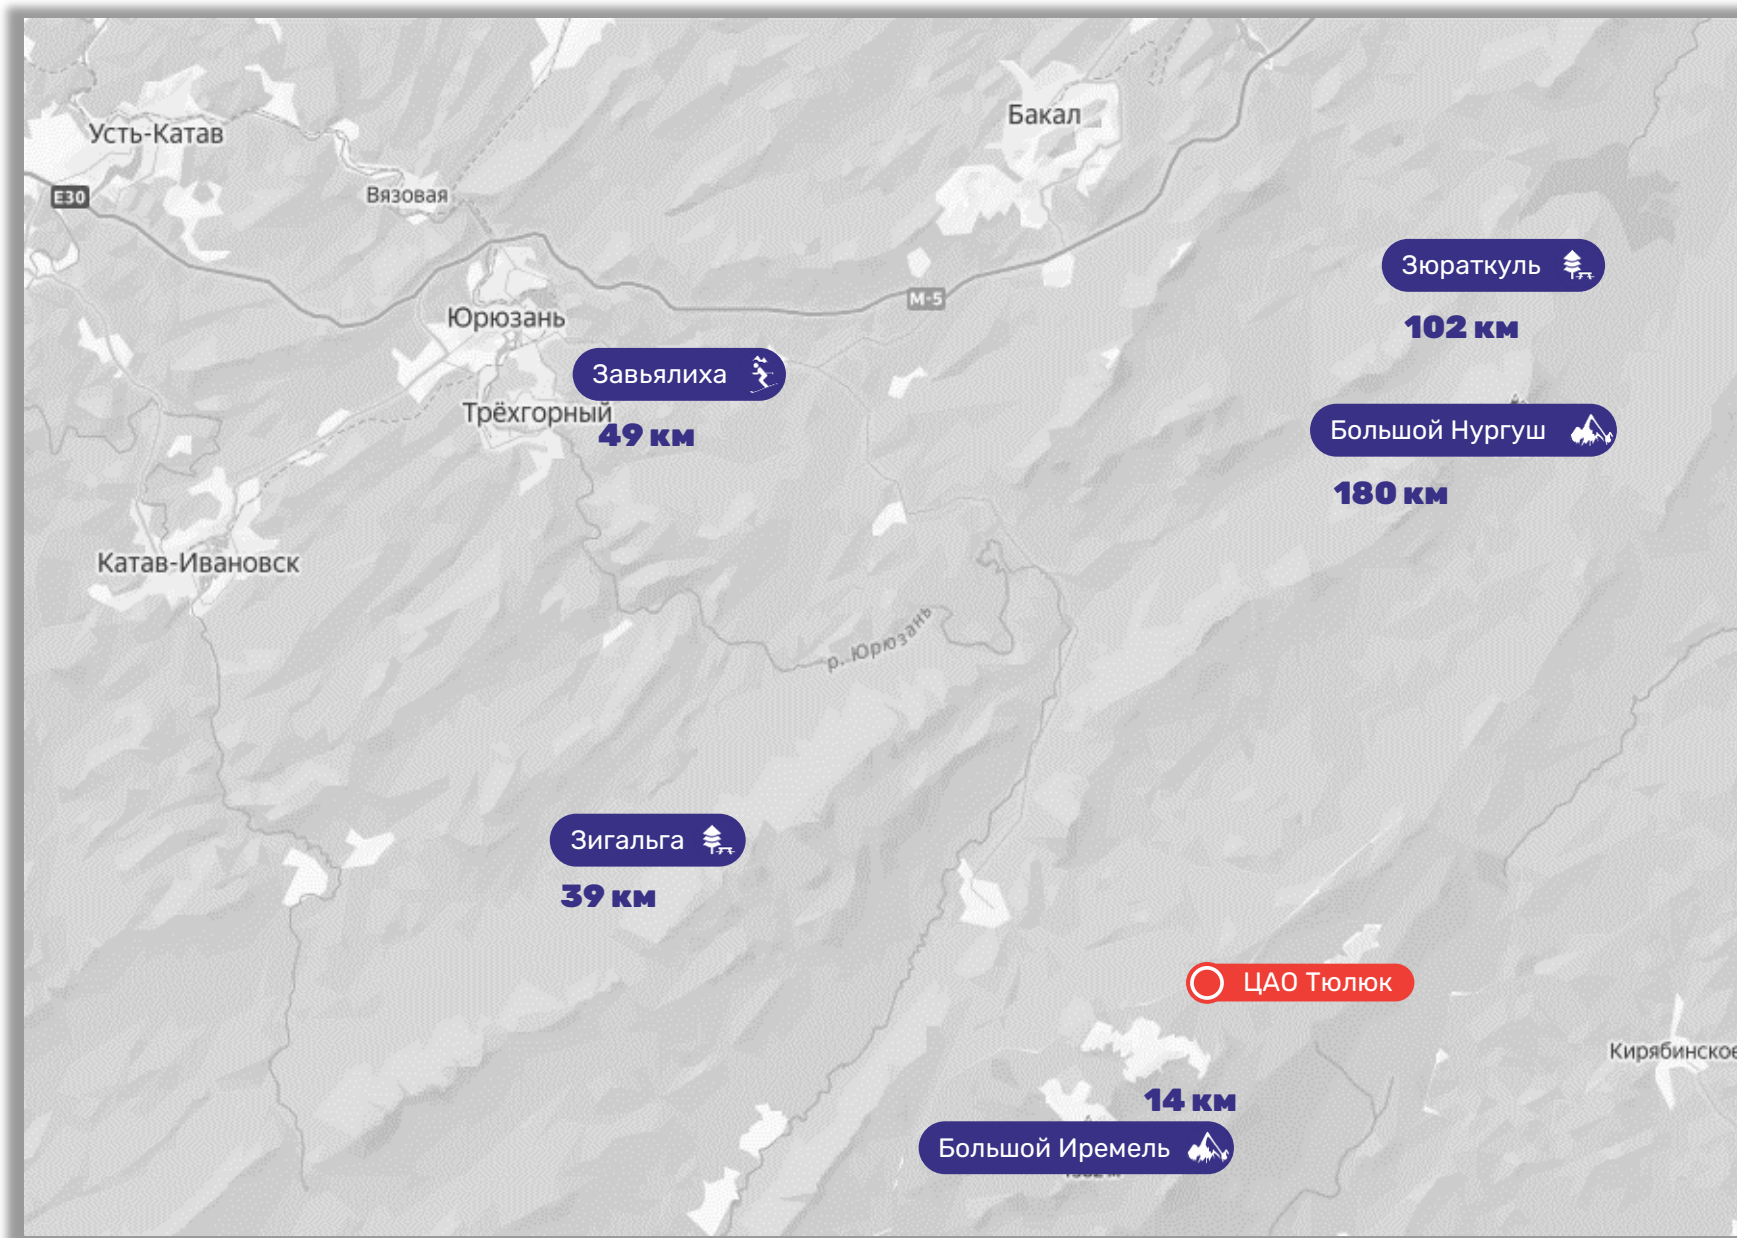 Бакал
Усть-Катав
E30
Вязовая
Зюраткуль
М-5
Юрюзань
102 км
Завьялиха
Трёхгорный
49 км
Большой Нургуш
180 км
Катав-Ивановск
р. Юрюзань
Зигальга
39 км
ЦАО Тюлюк
Кирябинское
14 км
Большой Иремель